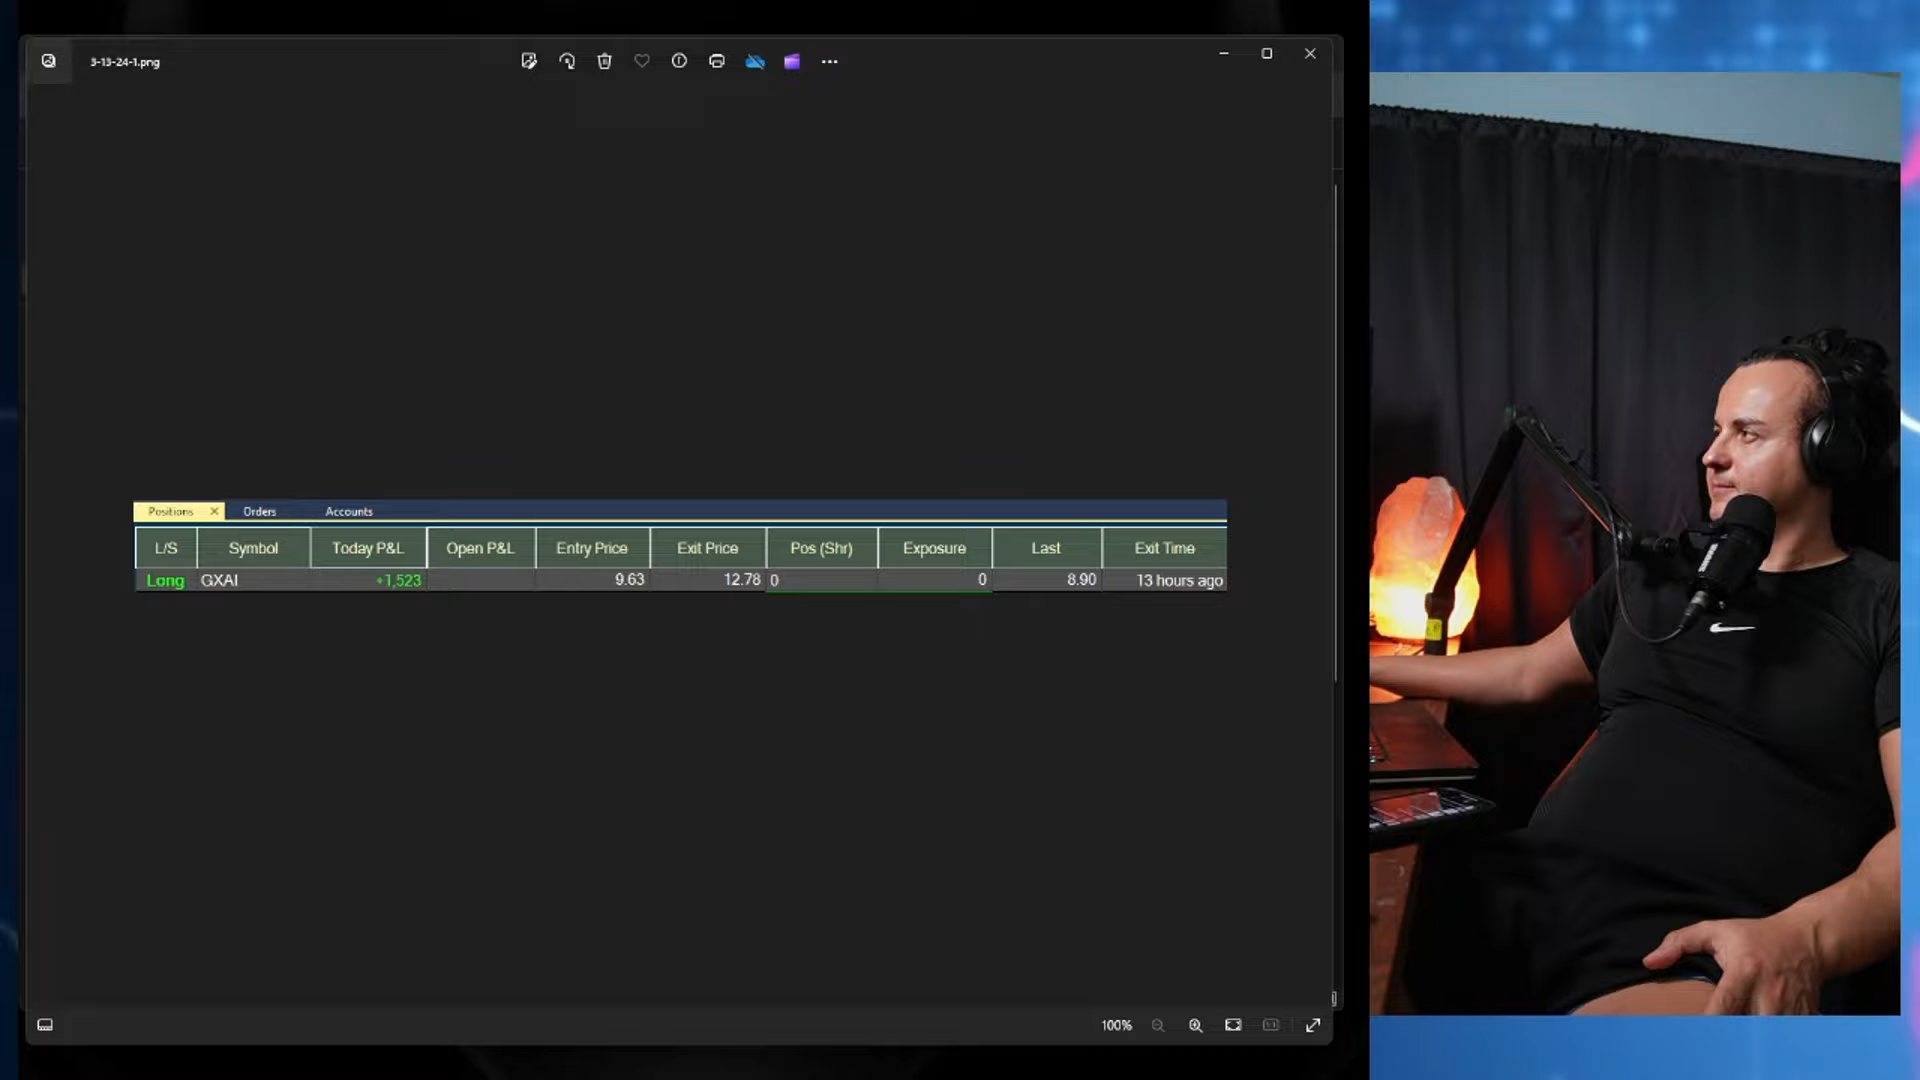 3-13-24-1.png
Positions Orders Accounts
L/S Symbol Today P&L Open P&L Entry Price Exit Price Pos (Shr) Exposure Last Exit Time
Long GXAI +1,523 9.63 12.78 0 0 8.90 13 hours ago
100%